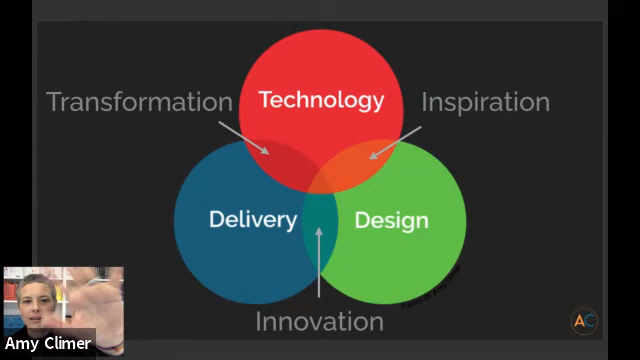 Transformation
Technology
Inspiration
Delivery
Design
Innovation
Amy Climer
AC